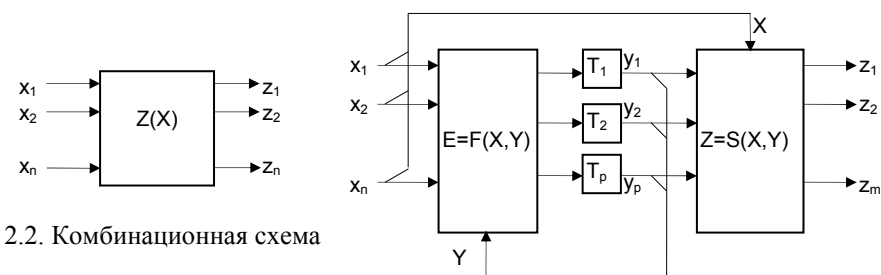 x₁
x₂
xₙ
Z(X)
z₁
z₂
zₙ
2.2. Комбинационная схема
X
x₁
x₂
xₙ
E=F(X,Y)
T₁
y₁
T₂
y₂
Tₚ
yₚ
Z=S(X,Y)
z₁
z₂
zₘ
Y